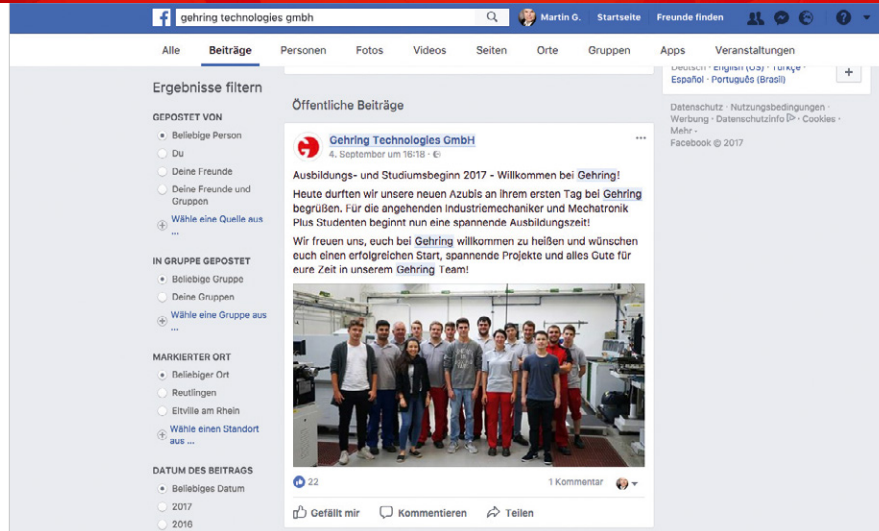 gehring technologies gmbh
Martin G. Startseite Freunde finden
Alle Beiträge Personen Fotos Videos Seiten Orte Gruppen Apps Veranstaltungen
Ergebnisse filtern
GEPOSTET VON
Beliebige Person
Du
Deine Freunde
Deine Freunde und
Gruppen
Wähle eine Quelle aus
...
IN GRUPPE GEPOSTET
Beliebige Gruppe
Deine Gruppen
Wähle eine Gruppe aus
...
MARKIERTER ORT
Beliebiger Ort
Reutlingen
Eltville am Rhein
Wähle einen Standort
aus ...
DATUM DES BEITRAGS
Beliebiges Datum
2017
2016
Öffentliche Beiträge
Gehring Technologies GmbH
4. September um 16:18 ·
Ausbildungs- und Studiumsbeginn 2017 - Willkommen bei Gehring!
Heute durften wir unsere neuen Azubis an ihrem ersten Tag bei Gehring
begrüßen. Für die angehenden Industriemechaniker und Mechatronik
Plus Studenten beginnt nun eine spannende Ausbildungszeit!
Wir freuen uns, euch bei Gehring willkommen zu heißen und wünschen
euch einen erfolgreichen Start, spannende Projekte und alles Gute für
eure Zeit in unserem Gehring Team!
22
1 Kommentar
Gefällt mir Kommentieren Teilen
Deutsch · English (US) · Türkçe ·
Español · Português (Brasil)
Datenschutz · Nutzungsbedingungen ·
Werbung · Datenschutzinfo · Cookies ·
Mehr
Facebook © 2017